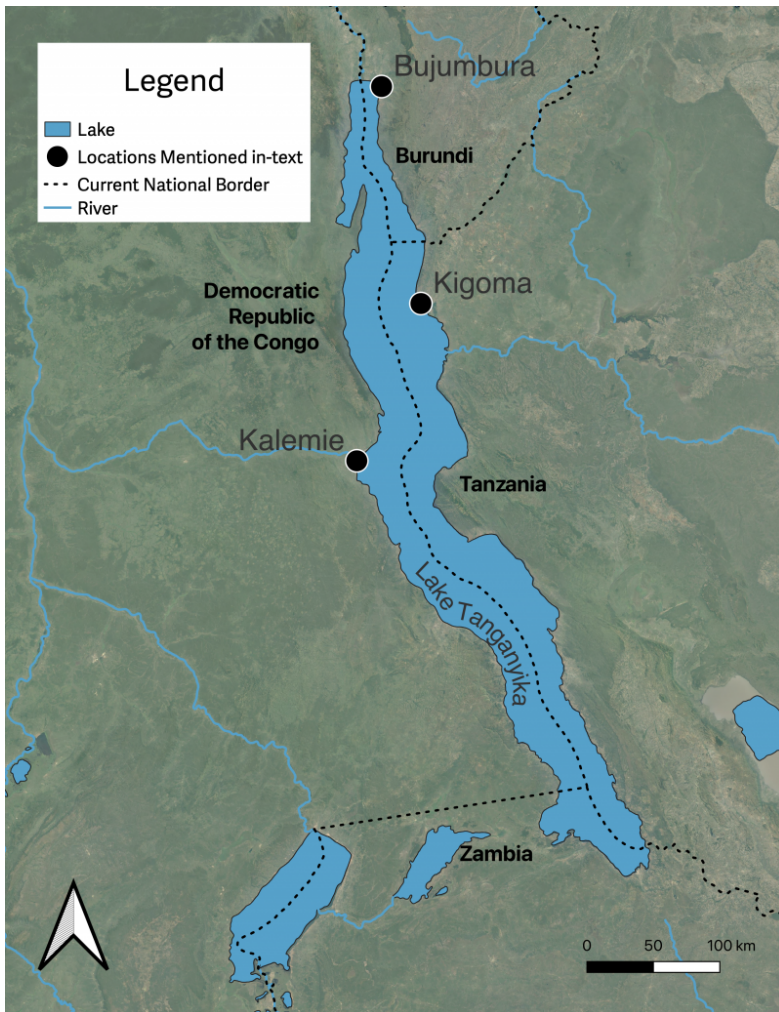 Legend
Lake
Locations Mentioned in-text
Current National Border
River
Bujumbura
Burundi
Democratic
Republic
of the Congo
Kigoma
Kalemie
Tanzania
Lake Tanganyika
Zambia
0 50 100 km